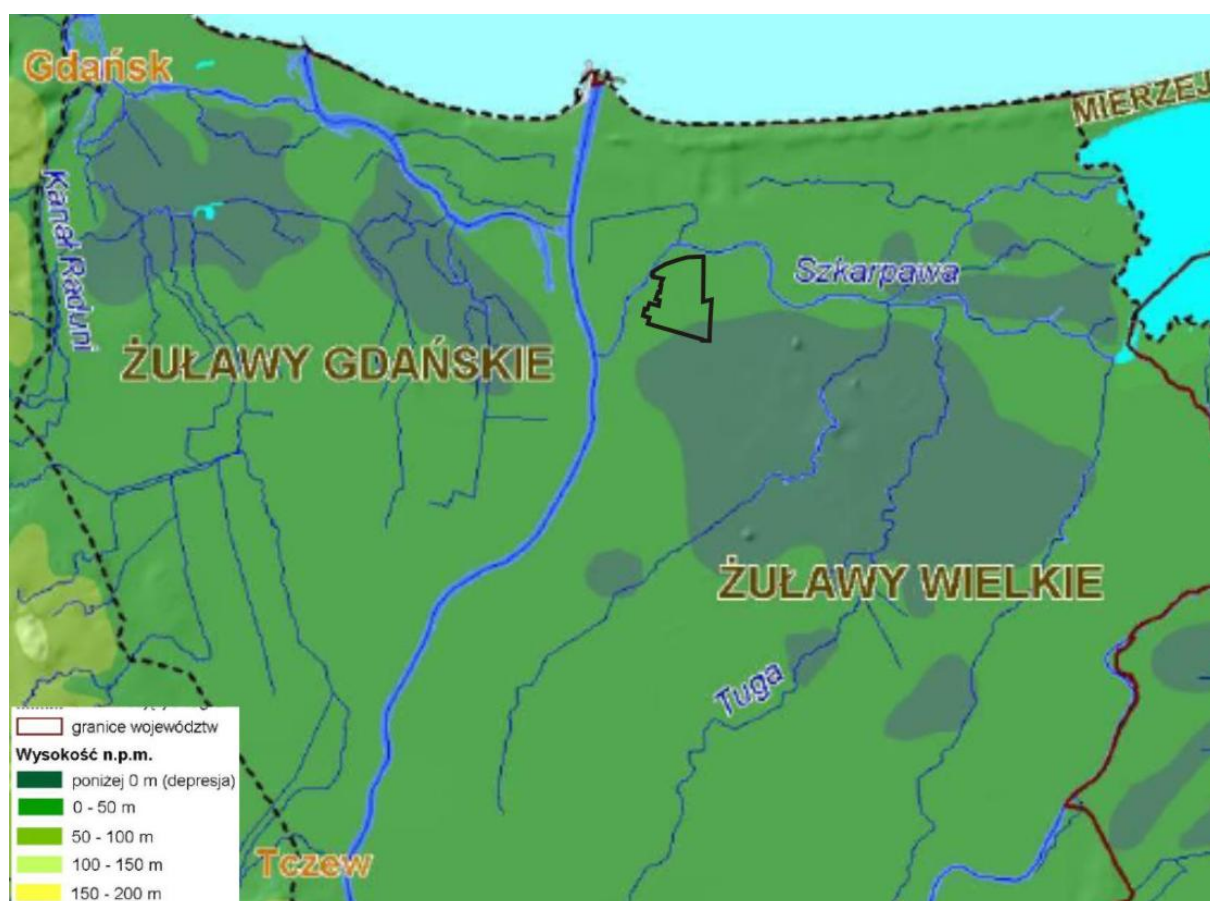 Gdańsk
MIERZEJ
Kanał Raduni
Szkarpawa
ŻUŁAWY GDAŃSKIE
ŻUŁAWY WIELKIE
Tuga
Tczew
granice województw
Wysokość n.p.m.
poniżej 0 m (depresja)
0 - 50 m
50 - 100 m
100 - 150 m
150 - 200 m